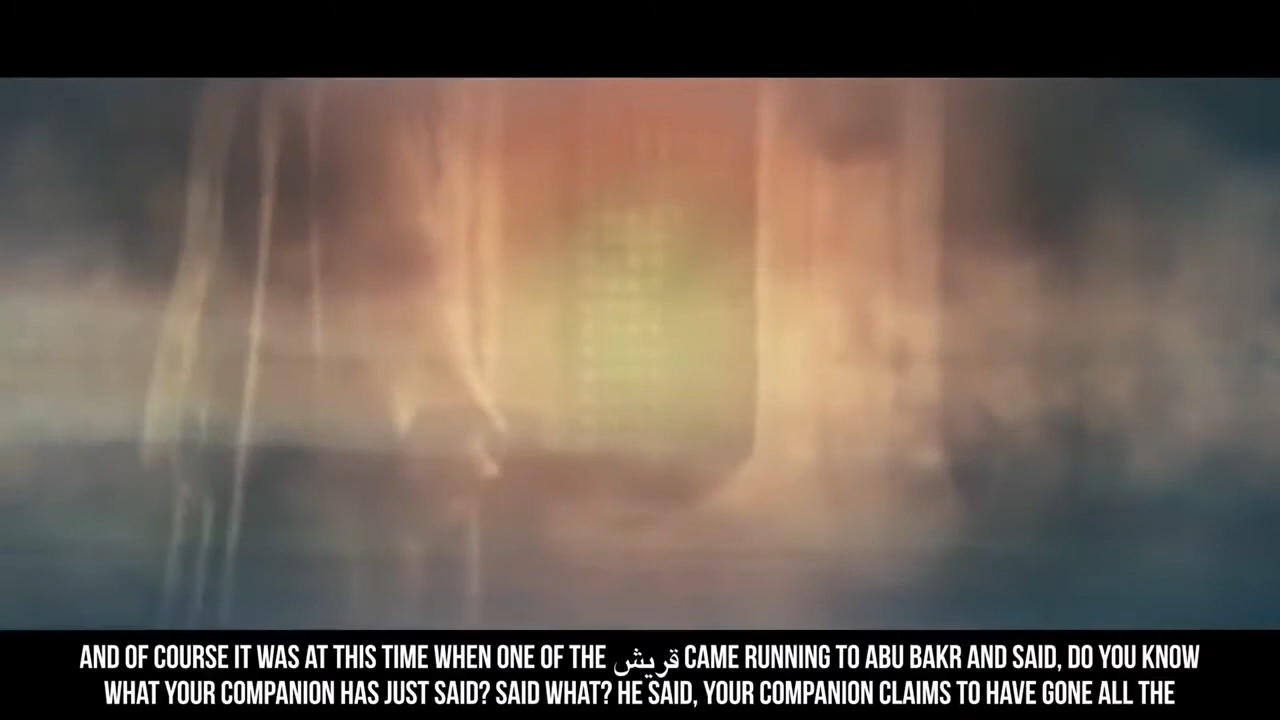 AND OF COURSE IT WAS AT THIS TIME WHEN ONE OF THE قريش CAME RUNNING TO ABU BAKR AND SAID, DO YOU KNOW
WHAT YOUR COMPANION HAS JUST SAID? SAID WHAT? HE SAID, YOUR COMPANION CLAIMS TO HAVE GONE ALL THE